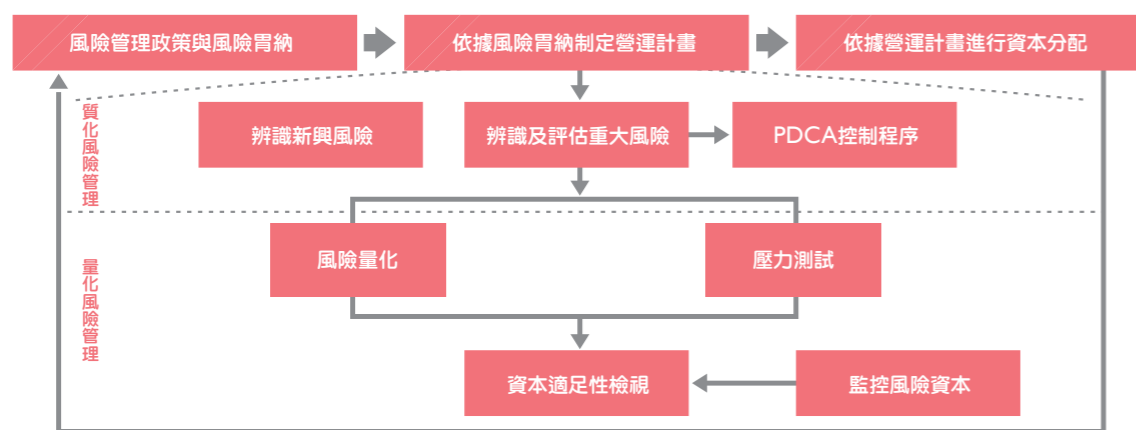 風險管理政策與風險胃納
依據風險胃納制定營運計畫
依據營運計畫進行資本分配
質化風險管理
辨識新興風險
辨識及評估重大風險
PDCA控制程序
量化風險管理
風險量化
壓力測試
資本適足性檢視
監控風險資本